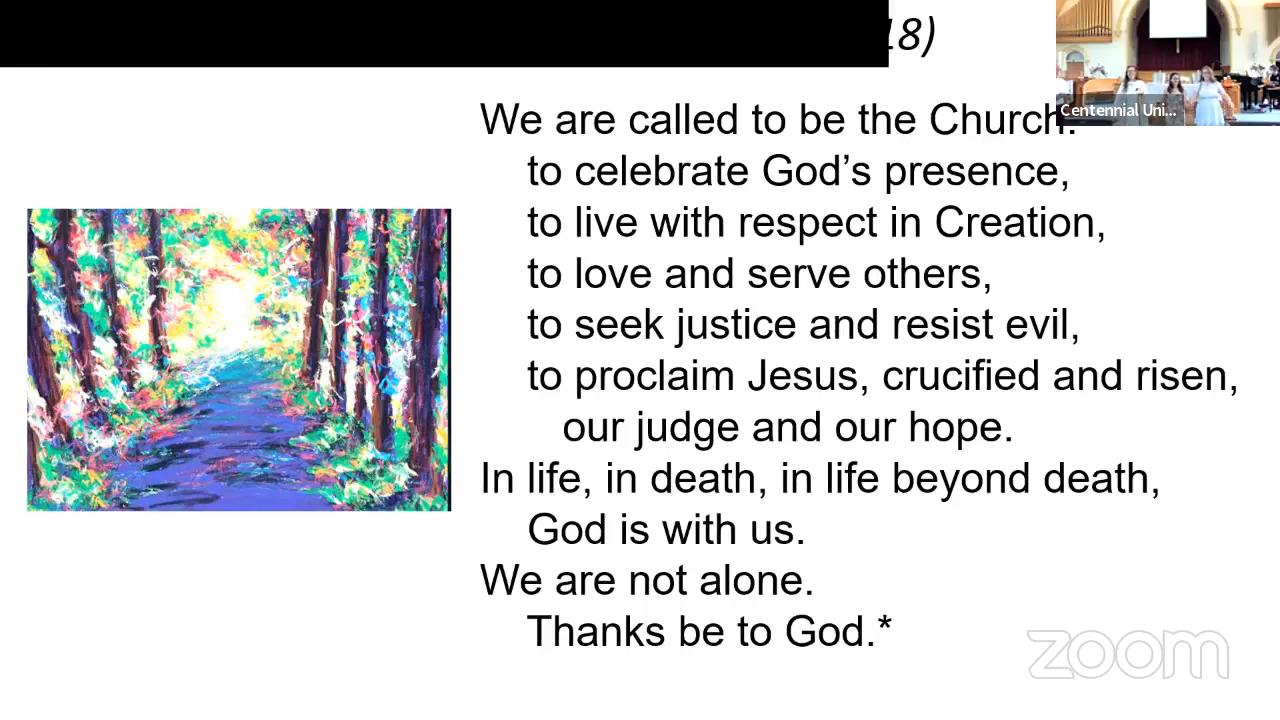 18)
Centennial Uni...
We are called to be the Church:
to celebrate God’s presence,
to live with respect in Creation,
to love and serve others,
to seek justice and resist evil,
to proclaim Jesus, crucified and risen,
our judge and our hope.
In life, in death, in life beyond death,
God is with us.
We are not alone.
Thanks be to God.*
zoom